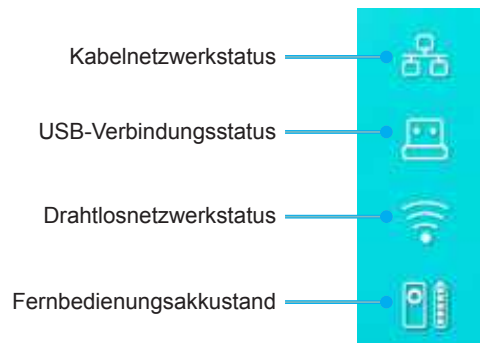 Kabelnetzwerkstatus
USB-Verbindungsstatus
Drahtlosnetzwerkstatus
Fernbedienungsakkustand